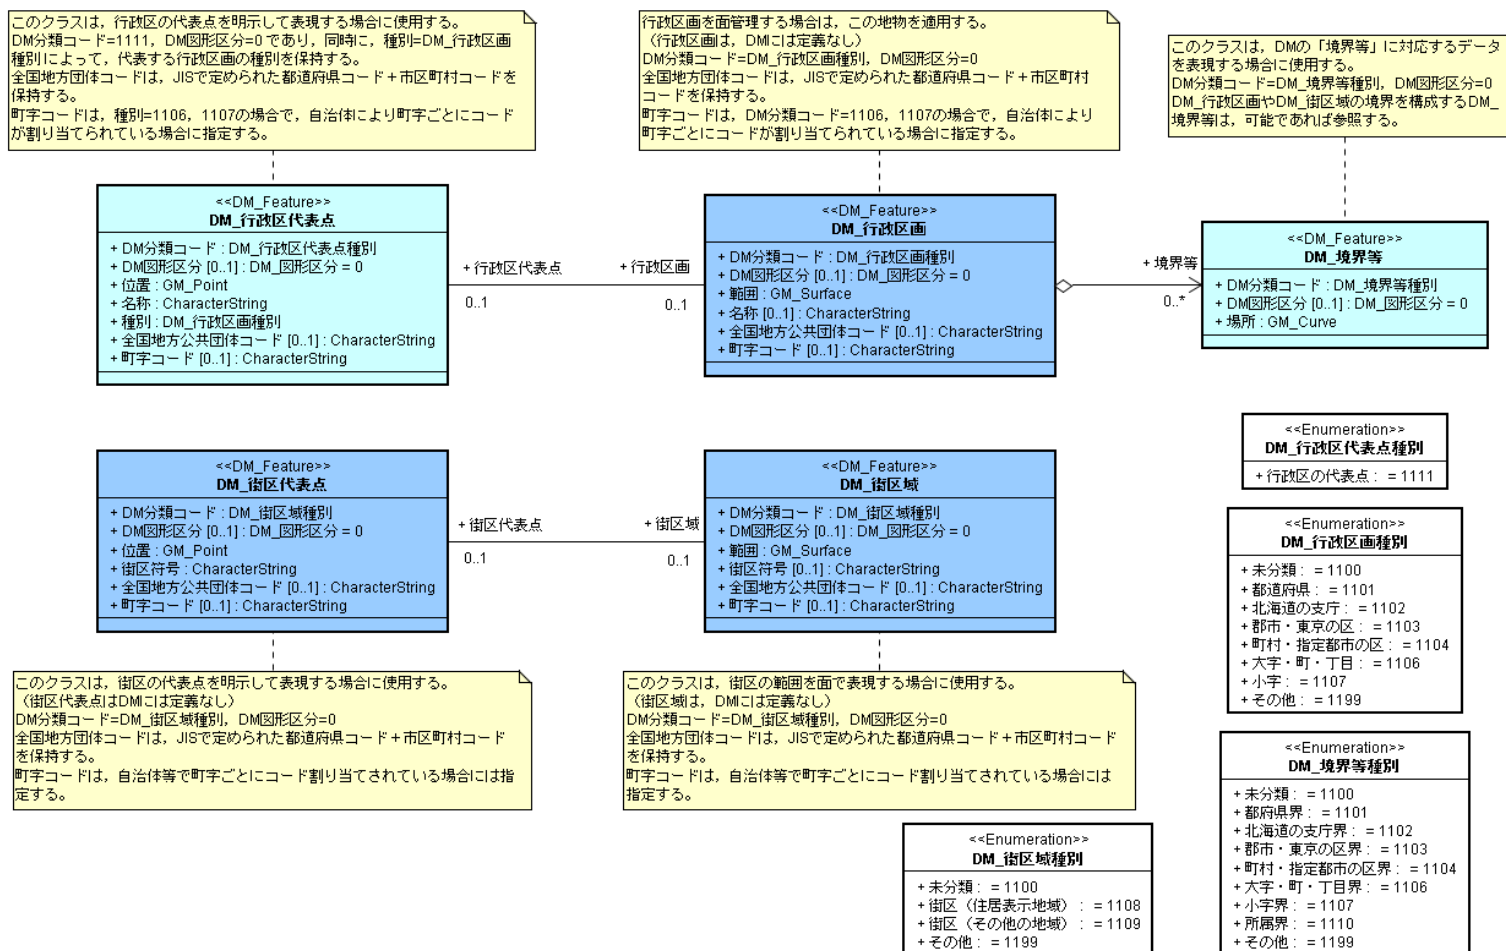 このクラスは，行政区の代表点を明示して表現する場合に使用する。
DM分類コード=1111，DM図形区分=0 であり，同時に，種別=DM_行政区画
種別によって，代表する行政区画の種別を保持する。
全国地方団体コードは，JISで定められた都道府県コード＋市区町村コードを
保持する。
町字コードは，種別=1106，1107の場合で，自治体により町字ごとにコード
が割り当てられている場合に指定する。
行政区画を面管理する場合は，この地物を適用する。
（行政区画は，DMには定義なし）
DM分類コード=DM_行政区画種別，DM図形区分=0
全国地方団体コードは，JISで定められた都道府県コード＋市区町村
コードを保持する。
町字コードは，DM分類コード=1106，1107の場合で，自治体により
町字ごとにコードが割り当てられている場合に指定する。
このクラスは，DMの「境界等」に対応するデータ
を表現する場合に使用する。
DM分類コード=DM_境界等種別，DM図形区分=0
DM_行政区画やDM_街区域の境界を構成するDM_
境界等は，可能であれば参照する。
<<DM_Feature>>
DM_行政区代表点
+ DM分類コード : DM_行政区代表点種別
+ DM図形区分 [0..1] : DM_図形区分 = 0
+ 位置 : GM_Point
+ 名称 : CharacterString
+ 種別 : DM_行政区画種別
+ 全国地方公共団体コード [0..1] : CharacterString
+ 町字コード [0..1] : CharacterString
+ 行政区代表点
0..1
+ 行政区画
0..1
<<DM_Feature>>
DM_行政区画
+ DM分類コード : DM_行政区画種別
+ DM図形区分 [0..1] : DM_図形区分 = 0
+ 範囲 : GM_Surface
+ 名称 [0..1] : CharacterString
+ 全国地方公共団体コード [0..1] : CharacterString
+ 町字コード [0..1] : CharacterString
+ 境界等
0..*
<<DM_Feature>>
DM_境界等
+ DM分類コード : DM_境界等種別
+ DM図形区分 [0..1] : DM_図形区分 = 0
+ 場所 : GM_Curve
<<DM_Feature>>
DM_街区代表点
+ DM分類コード : DM_街区域種別
+ DM図形区分 [0..1] : DM_図形区分 = 0
+ 位置 : GM_Point
+ 街区符号 : CharacterString
+ 全国地方公共団体コード [0..1] : CharacterString
+ 町字コード [0..1] : CharacterString
+ 街区代表点
0..1
+ 街区域
0..1
<<DM_Feature>>
DM_街区域
+ DM分類コード : DM_街区域種別
+ DM図形区分 [0..1] : DM_図形区分 = 0
+ 範囲 : GM_Surface
+ 街区符号 [0..1] : CharacterString
+ 全国地方公共団体コード [0..1] : CharacterString
+ 町字コード [0..1] : CharacterString
<<Enumeration>>
DM_行政区代表点種別
+ 行政区の代表点 : = 1111
<<Enumeration>>
DM_行政区画種別
+ 未分類 : = 1100
+ 都道府県 : = 1101
+ 北海道の支庁 : = 1102
+ 郡市・東京の区 : = 1103
+ 町村・指定都市の区 : = 1104
+ 大字・町・丁目 : = 1106
+ 小字 : = 1107
+ その他 : = 1199
このクラスは，街区の代表点を明示して表現する場合に使用する。
（街区代表点はDMには定義なし）
DM分類コード=DM_街区域種別，DM図形区分=0
全国地方団体コードは，JISで定められた都道府県コード＋市区町村コード
を保持する。
町字コードは，自治体等で町字ごとにコード割り当てされている場合には指
定する。
このクラスは，街区の範囲を面で表現する場合に使用する。
（街区域は，DMには定義なし）
DM分類コード=DM_街区域種別，DM図形区分=0
全国地方団体コードは，JISで定められた都道府県コード＋市区町村コード
を保持する。
町字コードは，自治体等で町字ごとにコード割り当てされている場合には
指定する。
<<Enumeration>>
DM_境界等種別
+ 未分類 : = 1100
+ 都府県界 : = 1101
+ 北海道の支庁界 : = 1102
+ 郡市・東京の区界 : = 1103
+ 町村・指定都市の区界 : = 1104
+ 大字・町・丁目界 : = 1106
+ 小字界 : = 1107
+ 所属界 : = 1110
+ その他 : = 1199
<<Enumeration>>
DM_街区域種別
+ 未分類 : = 1100
+ 街区（住居表示地域） : = 1108
+ 街区（その他の地域） : = 1109
+ その他 : = 1199